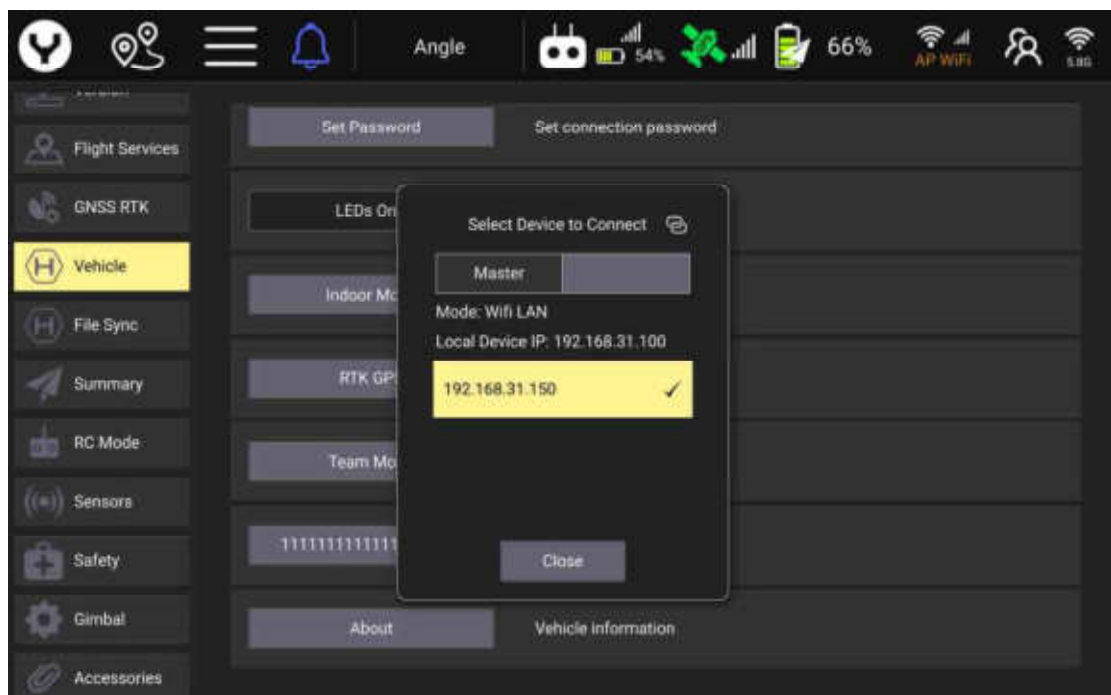 Angle
54%
66%
AP WiFi
5.8G
Version
Flight Services
GNSS RTK
Vehicle
File Sync
Summary
RC Mode
Sensors
Safety
Gimbal
Accessories
Set Password
Set connection password
LEDs On
Indoor Mo
RTK GPS
Team Mo
1111111111111
About
Vehicle information
Select Device to Connect
Master
Mode: Wifi LAN
Local Device IP: 192.168.31.100
192.168.31.150
Close